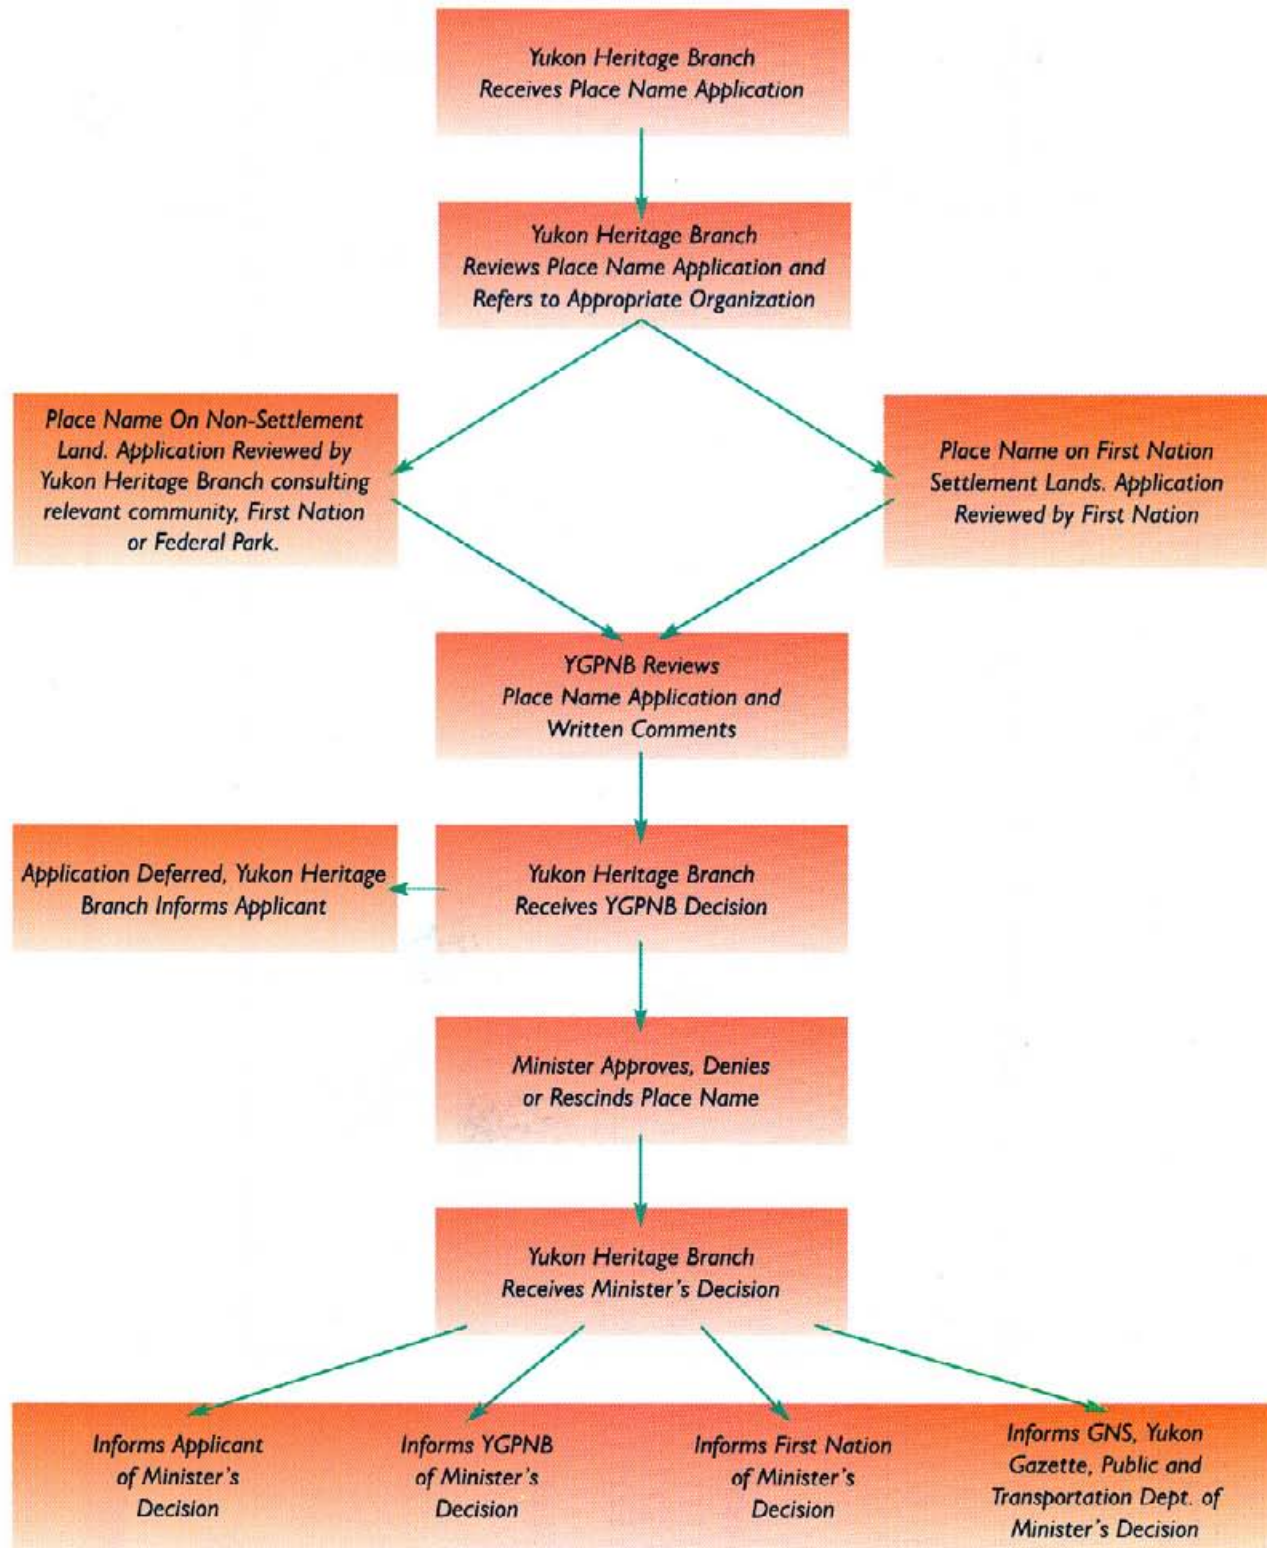 Yukon Heritage Branch
Receives Place Name Application
Yukon Heritage Branch
Reviews Place Name Application and
Refers to Appropriate Organization
Place Name On Non-Settlement
Land. Application Reviewed by
Yukon Heritage Branch consulting
relevant community, First Nation
or Federal Park.
Place Name on First Nation
Settlement Lands. Application
Reviewed by First Nation
YGPNB Reviews
Place Name Application and
Written Comments
Application Deferred, Yukon Heritage
Branch Informs Applicant
Yukon Heritage Branch
Receives YGPNB Decision
Minister Approves, Denies
or Rescinds Place Name
Yukon Heritage Branch
Receives Minister's Decision
Informs Applicant
of Minister's
Decision
Informs YGPNB
of Minister's
Decision
Informs First Nation
of Minister's
Decision
Informs GNS, Yukon
Gazette, Public and
Transportation Dept. of
Minister's Decision